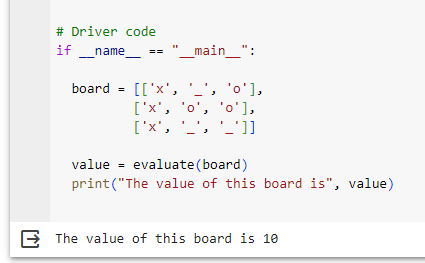 # Driver code
if __name__ == "__main__":
board = [['x', '_', 'o'],
['x', 'o', 'o'],
['x', '_', '_']]
value = evaluate(board)
print("The value of this board is", value)
The value of this board is 10